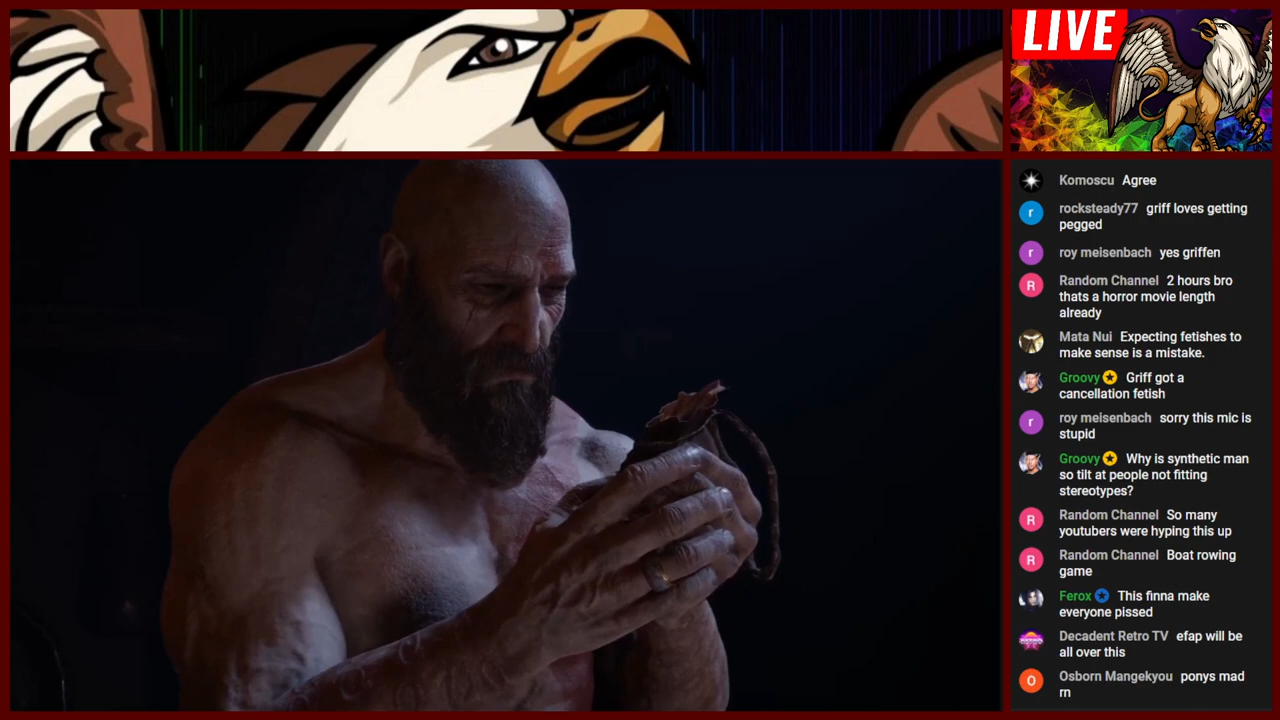 LIVE
Komoscu Agree
rocksteady77 griff loves getting
pegged
r
roy meisenbach yes griffen
r
Random Channel 2 hours bro
thats a horror movie length
already
R
Mata Nui Expecting fetishes to
make sense is a mistake.
Groovy Griff got a
cancellation fetish
roy meisenbach sorry this mic is
stupid
r
Groovy Why is synthetic man
so tilt at people not fitting
stereotypes?
Random Channel So many
youtubers were hyping this up
R
Random Channel Boat rowing
game
R
Ferox This finna make
everyone pissed
Decadent Retro TV efap will be
all over this
Osborn Mangekyou ponys mad
rn
O